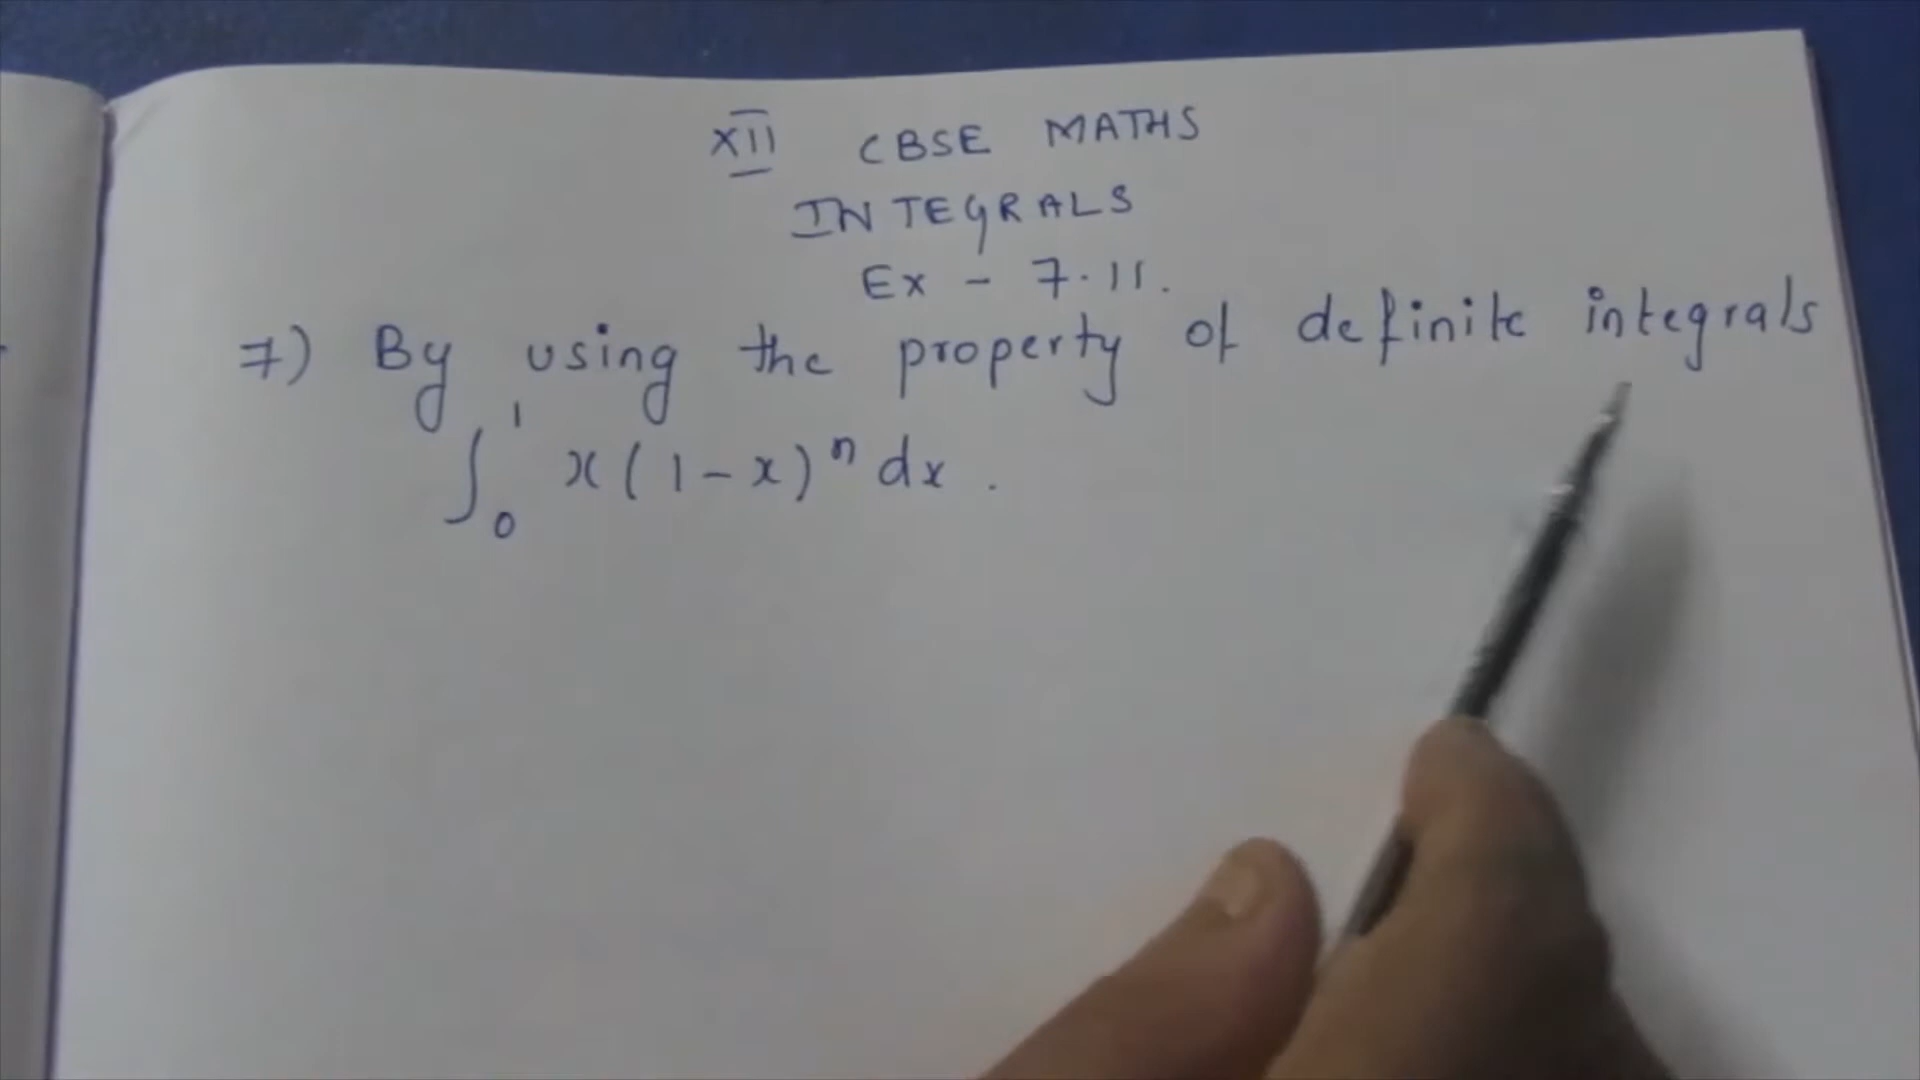 XII CBSE MATHS
INTEGRALS
Ex - 7.11.
7) By using the property of definite integrals
∫₀¹ x(1-x)ⁿ dx .